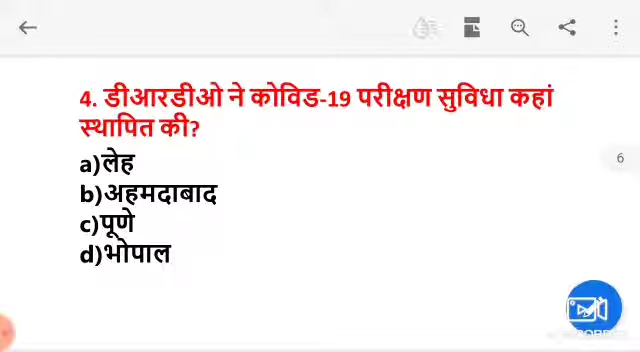 4. डीआरडीओ ने कोविड-19 परीक्षण सुविधा कहां
स्थापित की?
a)लेह
b)अहमदाबाद
c)पूणे
d)भोपाल
6